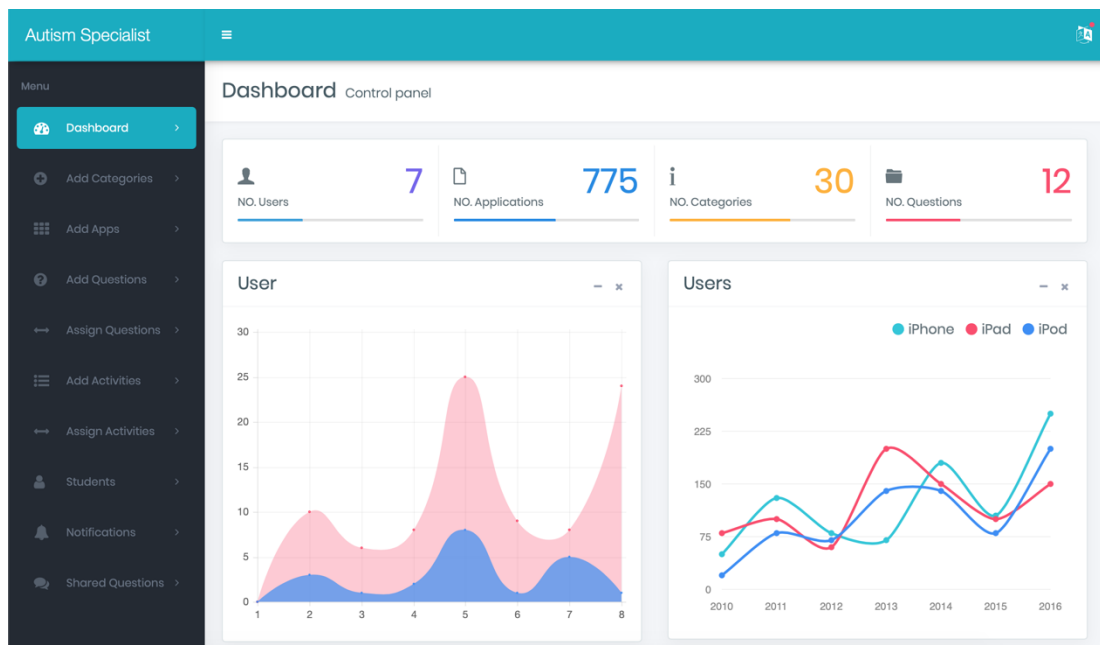 Autism Specialist
Menu
Dashboard
Add Categories
Add Apps
Add Questions
Assign Questions
Add Activities
Assign Activities
Students
Notifications
Shared Questions
Dashboard Control panel
7
NO. Users
775
NO. Applications
30
NO. Categories
12
NO. Questions
User
30
25
20
15
10
5
0
1 2 3 4 5 6 7 8
Users
iPhone iPad iPod
300
225
150
75
0
2010 2011 2012 2013 2014 2015 2016